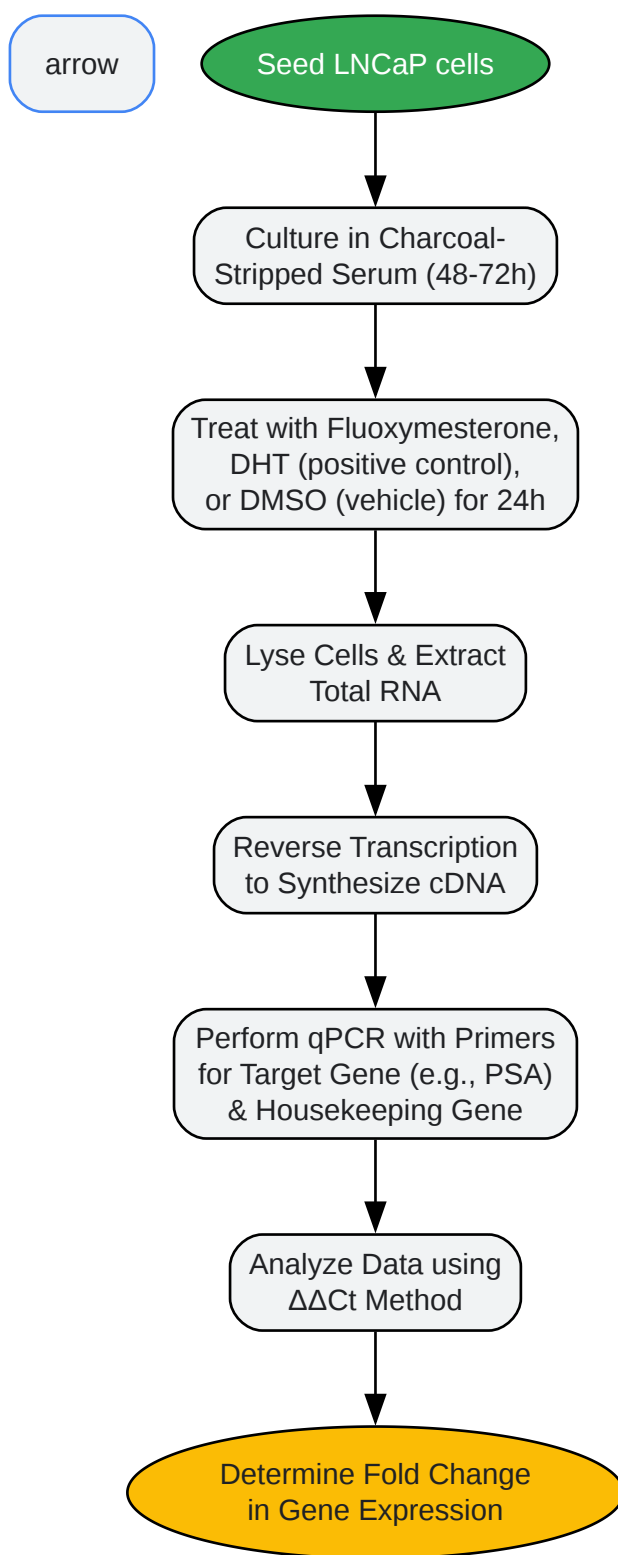 arrow
Seed LNCaP cells
Culture in Charcoal-
Stripped Serum (48-72h)
Treat with Fluoxymesterone,
DHT (positive control),
or DMSO (vehicle) for 24h
Lyse Cells & Extract
Total RNA
Reverse Transcription
to Synthesize cDNA
Perform qPCR with Primers
for Target Gene (e.g., PSA)
& Housekeeping Gene
Analyze Data using
ΔΔCt Method
Determine Fold Change
in Gene Expression